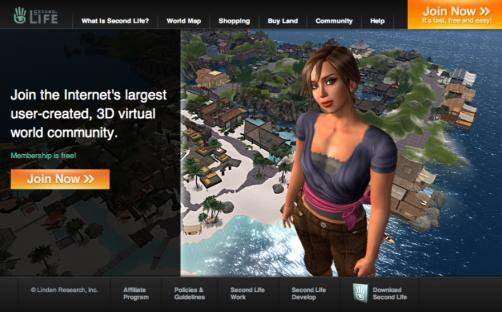 SECOND LIFE
What Is Second Life?
World Map
Shopping
Buy Land
Community
Help
Join Now >>
It's fast, free and easy!
Join the Internet's largest
user-created, 3D virtual
world community.
Membership is free!
Join Now >>
© Linden Research, Inc.
Affiliate
Program
Policies &
Guidelines
Second Life
Work
Second Life
Develop
Download
Second Life